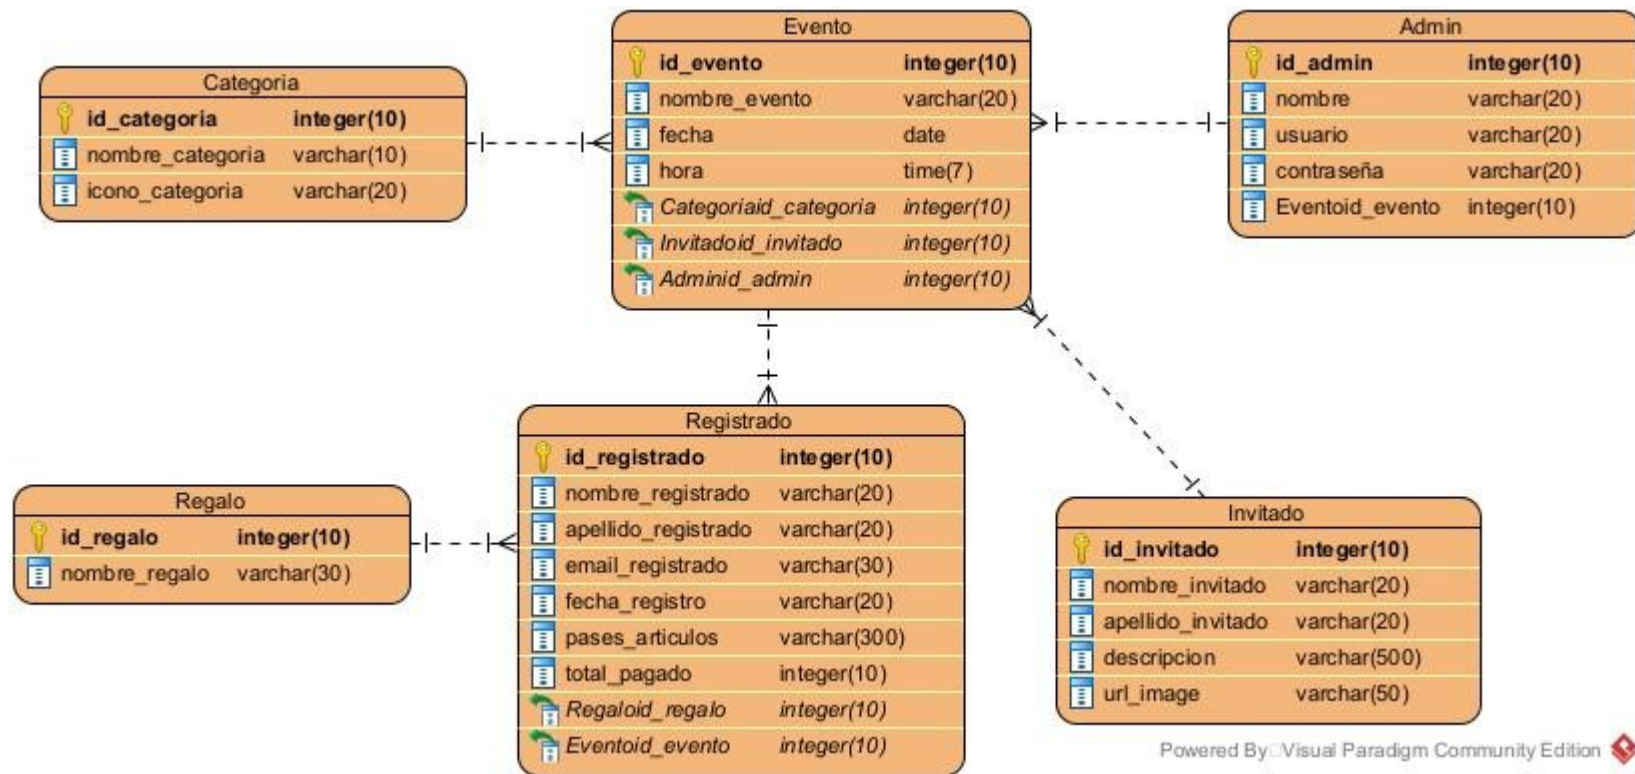 Categoria
id_categoria integer(10)
nombre_categoria varchar(10)
icono_categoria varchar(20)
Evento
id_evento integer(10)
nombre_evento varchar(20)
fecha date
hora time(7)
Categoriaid_categoria integer(10)
Invitadoid_invitado integer(10)
Adminid_admin integer(10)
Admin
id_admin integer(10)
nombre varchar(20)
usuario varchar(20)
contraseña varchar(20)
Eventoid_evento integer(10)
Regalo
id_regalo integer(10)
nombre_regalo varchar(30)
Registrado
id_registrado integer(10)
nombre_registrado varchar(20)
apellido_registrado varchar(20)
email_registrado varchar(30)
fecha_registro varchar(20)
pases_articulos varchar(300)
total_pagado integer(10)
Regaloid_regalo integer(10)
Eventoid_evento integer(10)
Invitado
id_invitado integer(10)
nombre_invitado varchar(20)
apellido_invitado varchar(20)
descripcion varchar(500)
url_image varchar(50)
Powered By Visual Paradigm Community Edition